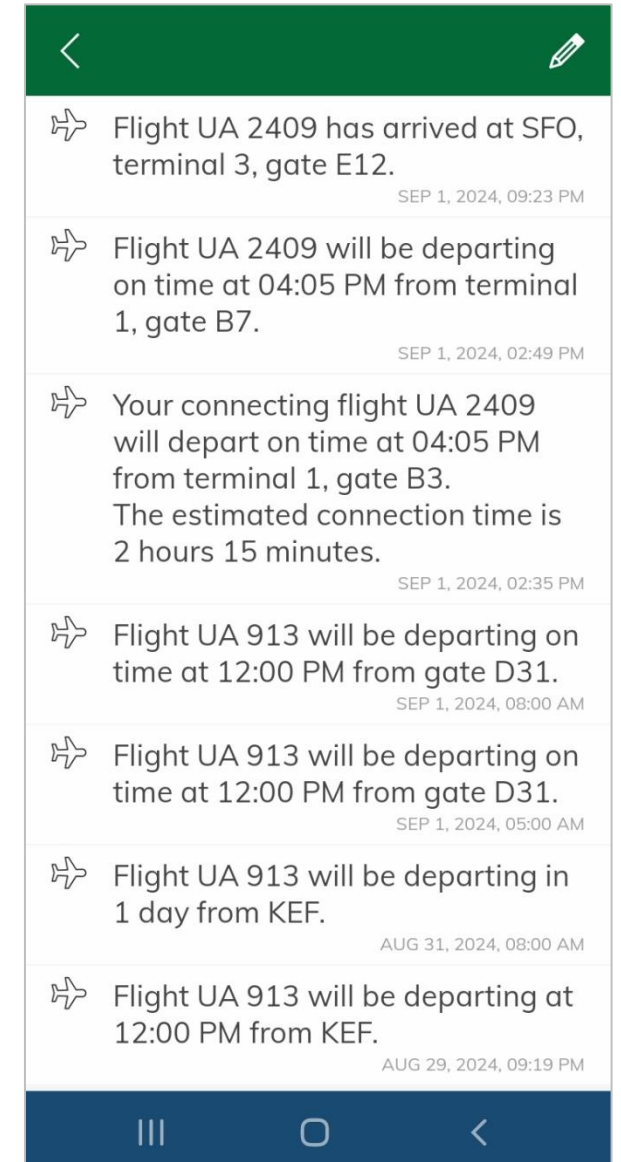 Flight UA 2409 has arrived at SFO,
terminal 3, gate E12.
SEP 1, 2024, 09:23 PM
Flight UA 2409 will be departing
on time at 04:05 PM from terminal
1, gate B7.
SEP 1, 2024, 02:49 PM
Your connecting flight UA 2409
will depart on time at 04:05 PM
from terminal 1, gate B3.
The estimated connection time is
2 hours 15 minutes.
SEP 1, 2024, 02:35 PM
Flight UA 913 will be departing on
time at 12:00 PM from gate D31.
SEP 1, 2024, 08:00 AM
Flight UA 913 will be departing on
time at 12:00 PM from gate D31.
SEP 1, 2024, 05:00 AM
Flight UA 913 will be departing in
1 day from KEF.
AUG 31, 2024, 08:00 AM
Flight UA 913 will be departing at
12:00 PM from KEF.
AUG 29, 2024, 09:19 PM